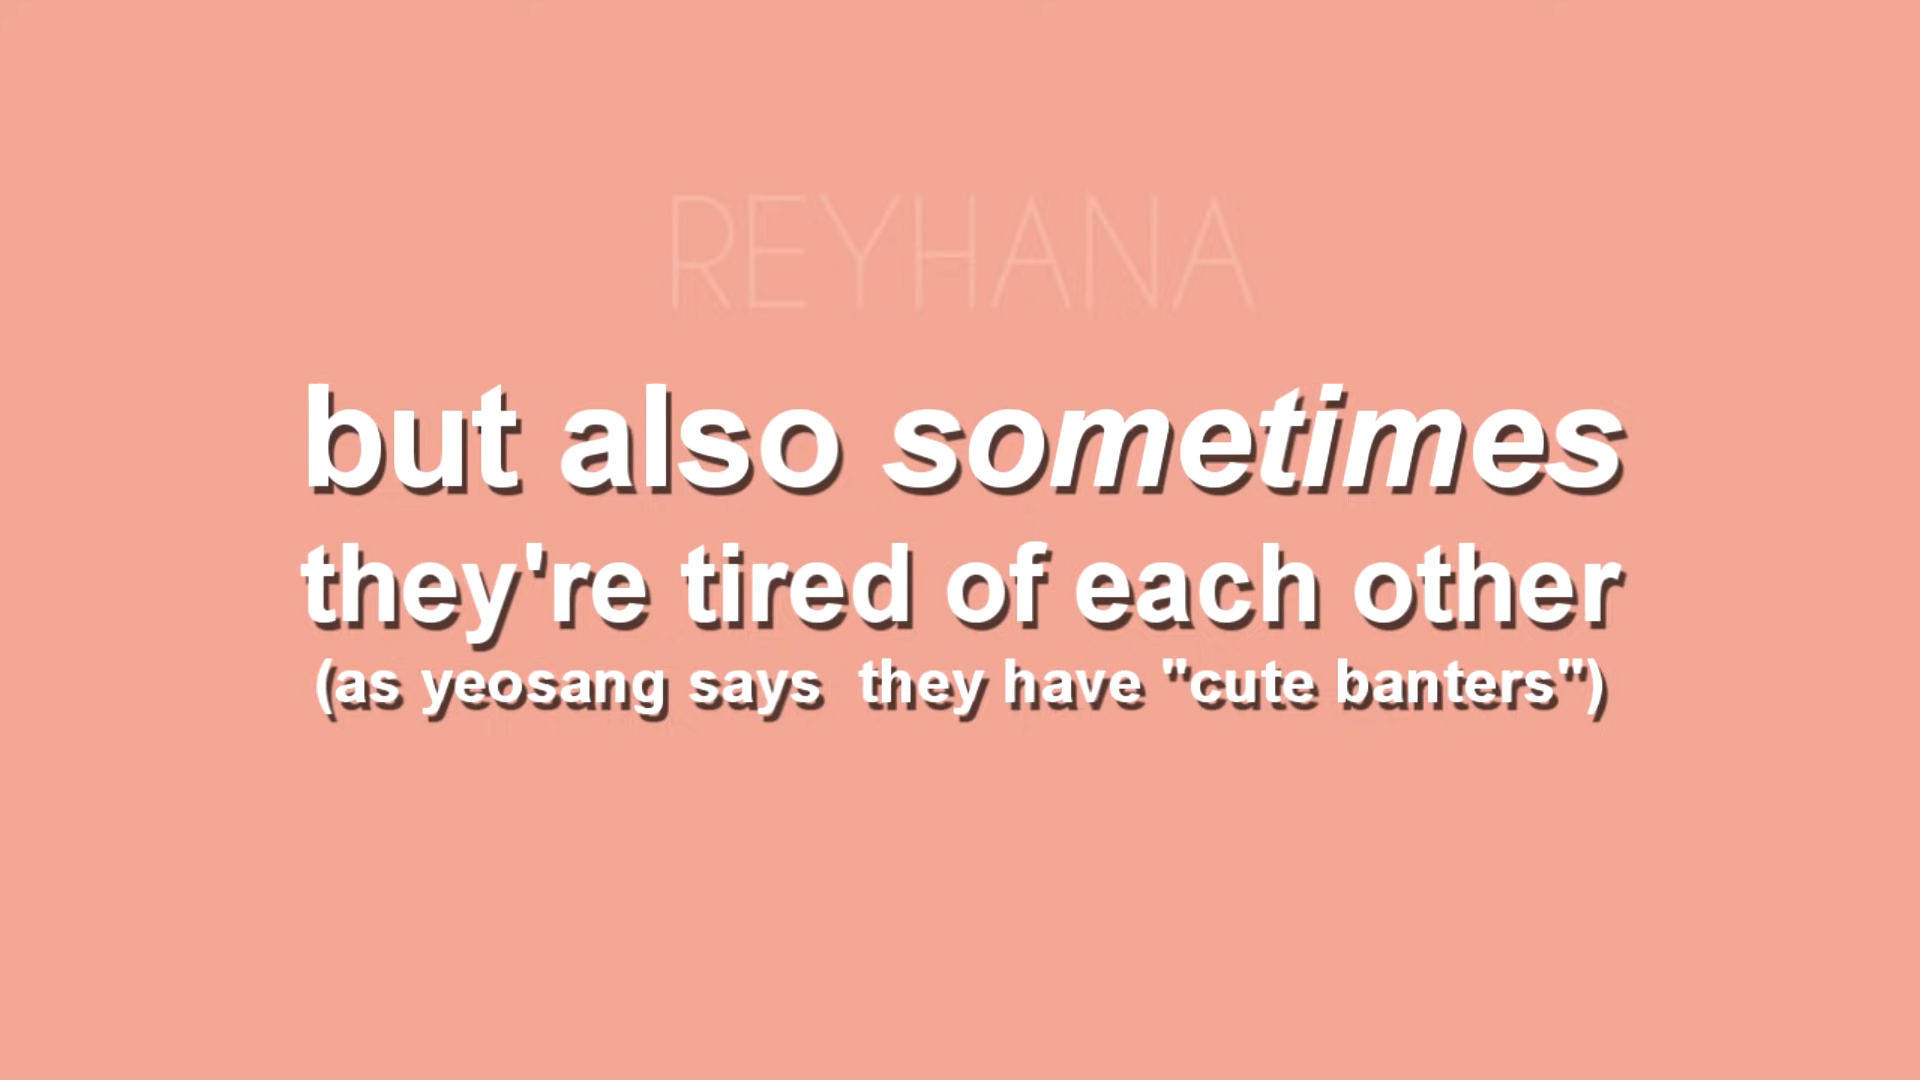 REYHANA
but also sometimes
they're tired of each other
(as yeosang says  they have "cute banters")